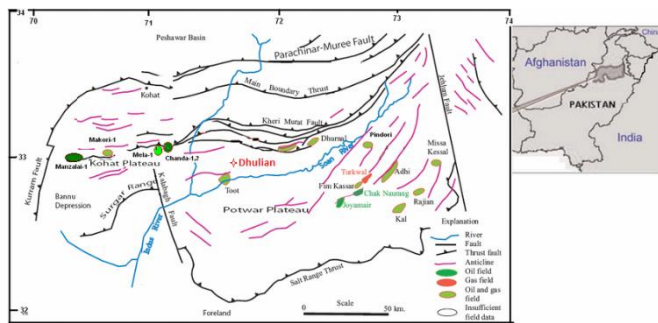 70
71
72
73
74
Peshawar Basin
Parachinar-Muree Fault
34
Kohat
Main Boundary Thrust
Jehlum Fault
Kheri Murat Fault
Makori-1
Dhurnal
Pindori
Missa
Kessal
Soan River
33
Manzalai-1
Kohat Plateau
Mela-1
Chanda-1,2
Dhulian
Kurram Fault
Turkwal
Adhi
Bannu
Depression
Surgar Range
Kalabagh
Fault
Toot
Fim Kassar
Chak Naurang
Rajian
Potwar Plateau
Joyamair
Kal
Indus River
Explanation
River
Fault
Thrust fault
Anticline
Oil field
Gas field
Oil and gas
field
Insufficient
field data
Salt Range Thrust
32
Foreland
Scale
0
50 km.
China
Afghanistan
PAKISTAN
India